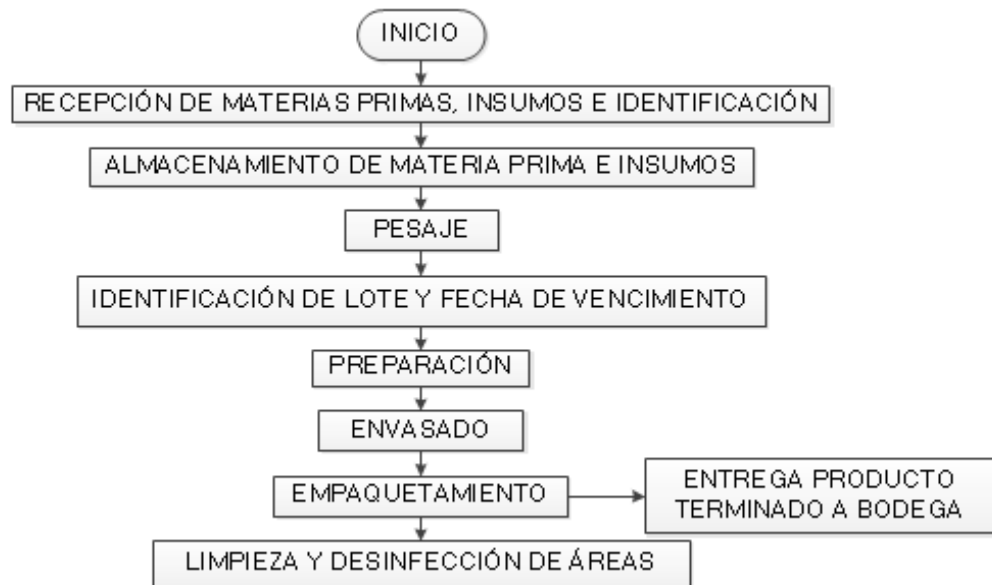 INICIO
RECEPCIÓN DE MATERIAS PRIMAS, INSUMOS E IDENTIFICACIÓN
ALMACENAMIENTO DE MATERIA PRIMA E INSUMOS
PESAJE
IDENTIFICACIÓN DE LOTE Y FECHA DE VENCIMIENTO
PREPARACIÓN
ENVASADO
EMPAQUETAMIENTO
ENTREGA PRODUCTO
TERMINADO A BODEGA
LIMPIEZA Y DESINFECCIÓN DE ÁREAS